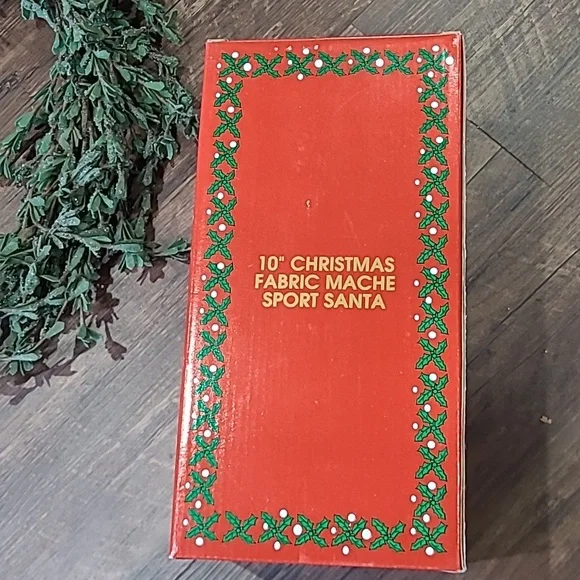 10" CHRISTMAS
FABRIC MACHE
SPORT SANTA